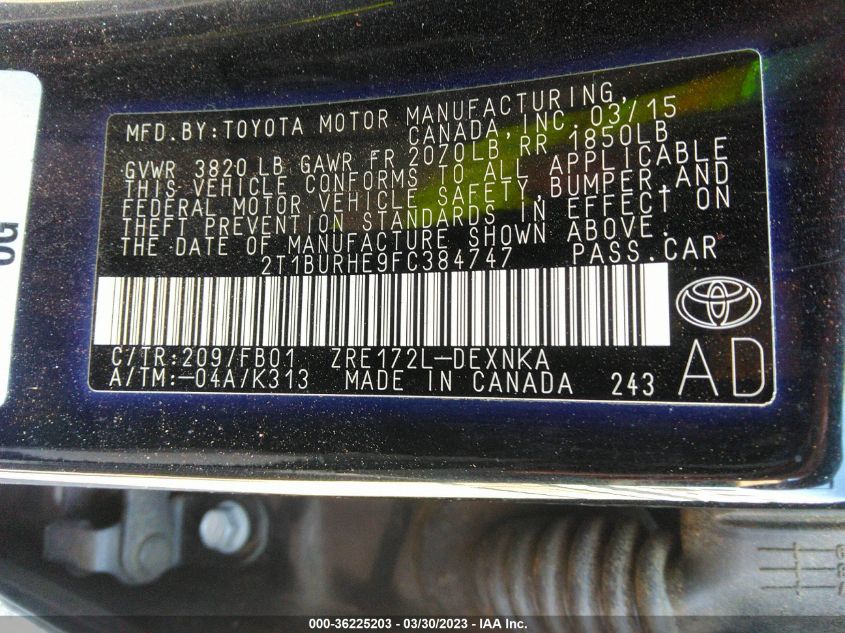 MFD.BY:TOYOTA MOTOR MANUFACTURING,
CANADA, INC. 03/15
GVWR 3820 LB GAWR FR 2070LB, RR 1850LB
THIS VEHICLE CONFORMS TO ALL APPLICABLE
FEDERAL MOTOR VEHICLE SAFETY, BUMPER, AND
THEFT PREVENTION STANDARDS IN EFFECT ON
THE DATE OF MANUFACTURE SHOWN ABOVE.
2T1BURHE9FC384747 PASS.CAR
C/TR:209/FB01 ZRE172L-DEXNKA
A/TM:-04A/K313 MADE IN CANADA 243
AD
000-36225203 - 03/30/2023 - IAA Inc.